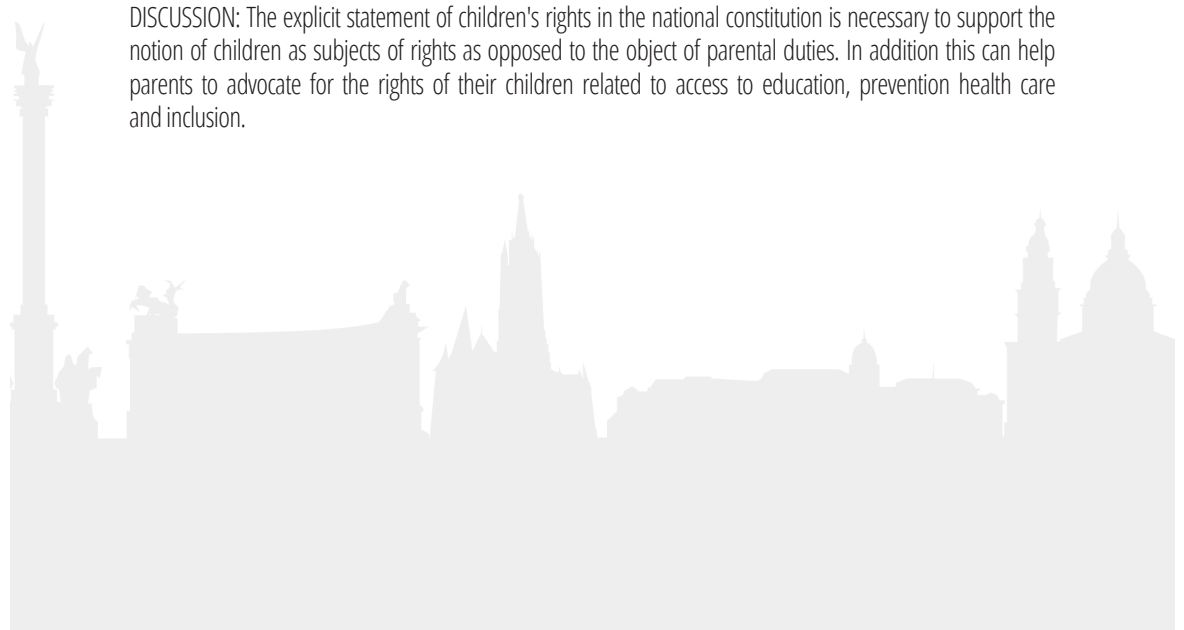 DISCUSSION: The explicit statement of children's rights in the national constitution is necessary to support the
notion of children as subjects of rights as opposed to the object of parental duties. In addition this can help
parents to advocate for the rights of their children related to access to education, prevention health care
and inclusion.